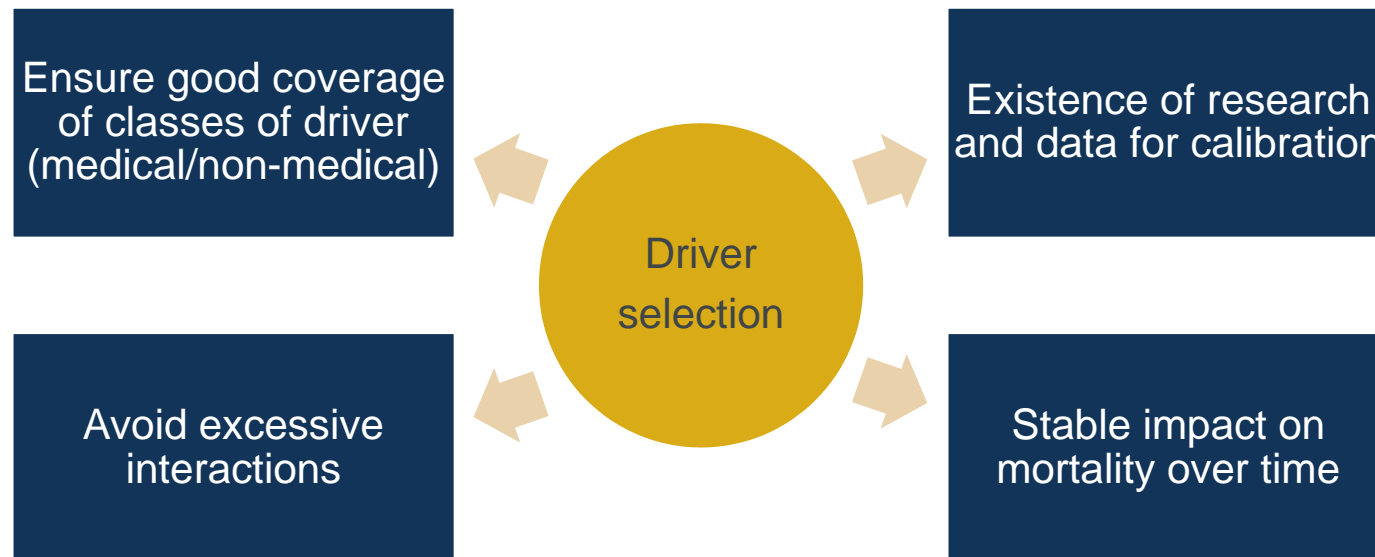 Ensure good coverage
of classes of driver
(medical/non-medical)
Existence of research
and data for calibration
Driver
selection
Avoid excessive
interactions
Stable impact on
mortality over time